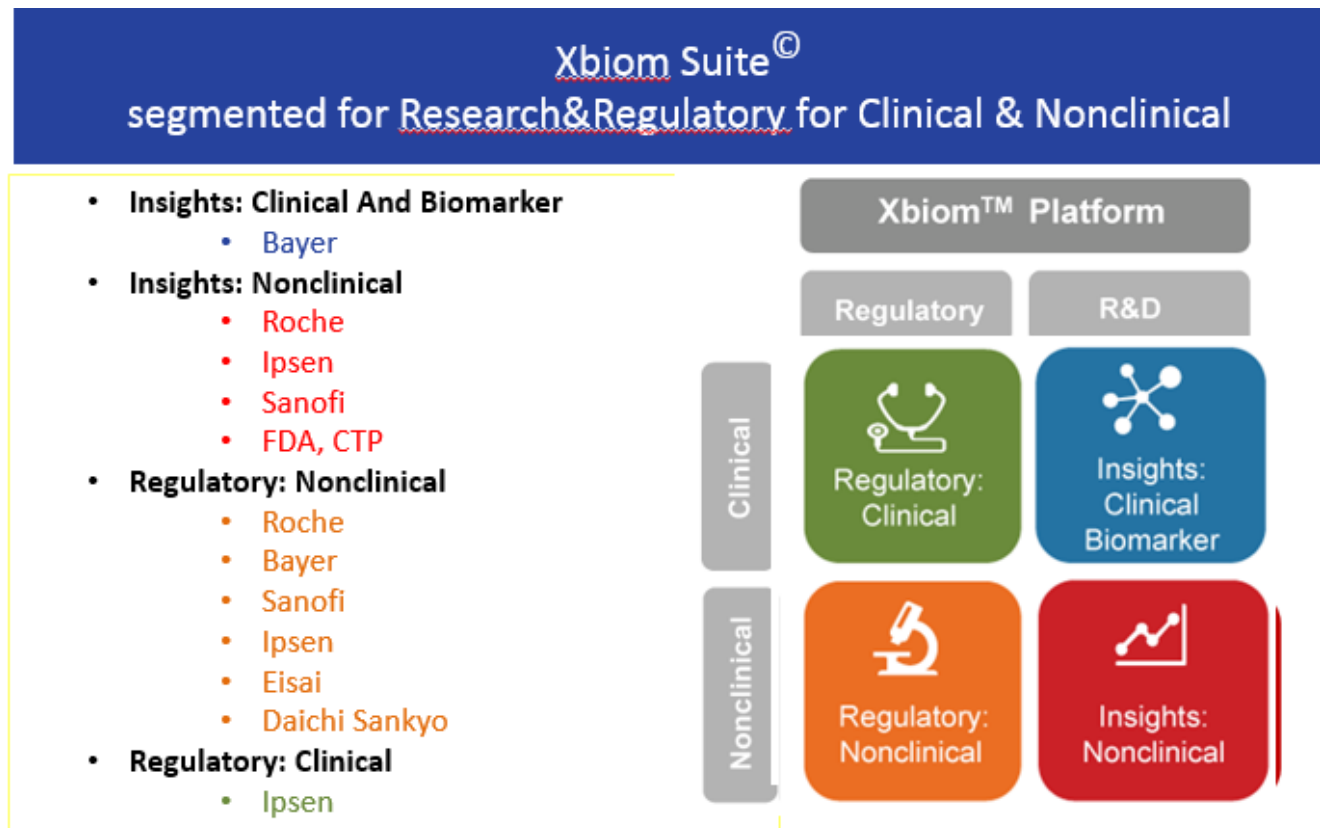 Xbiom Suite©
segmented for Research&Regulatory for Clinical & Nonclinical
• Insights: Clinical And Biomarker
• Bayer
• Insights: Nonclinical
• Roche
• Ipsen
• Sanofi
• FDA, CTP
• Regulatory: Nonclinical
• Roche
• Bayer
• Sanofi
• Ipsen
• Eisai
• Daichi Sankyo
• Regulatory: Clinical
• Ipsen
Xbiom™ Platform
Regulatory
R&D
Clinical
Regulatory:
Clinical
Insights:
Clinical
Biomarker
Nonclinical
Regulatory:
Nonclinical
Insights:
Nonclinical